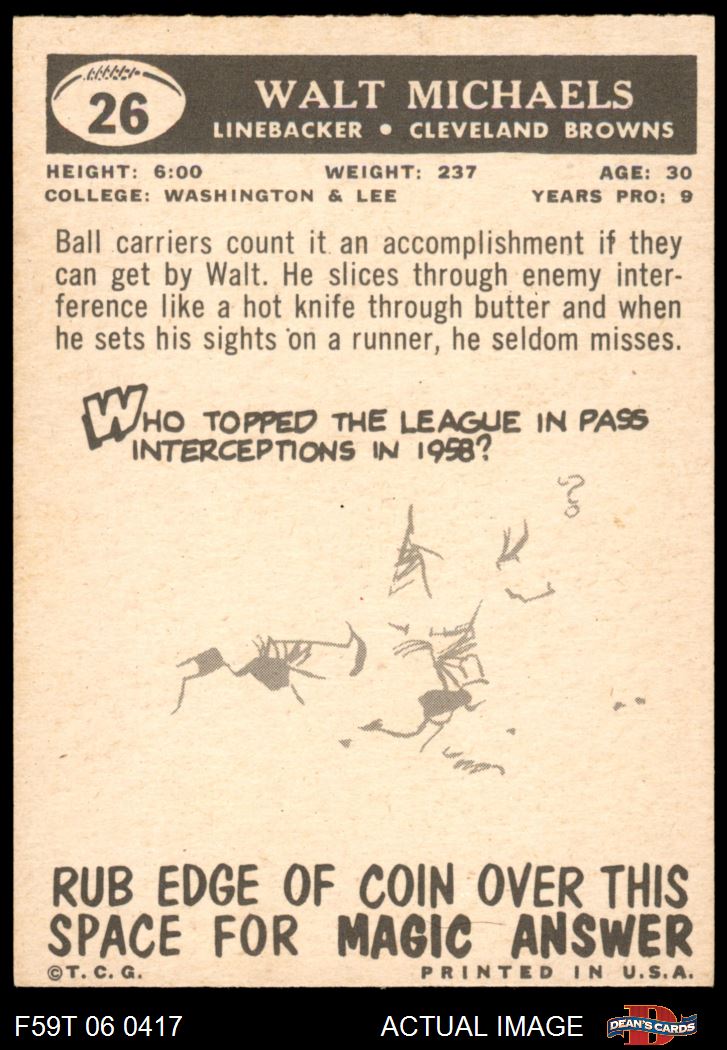 26
WALT MICHAELS
LINEBACKER • CLEVELAND BROWNS
HEIGHT: 6:00 WEIGHT: 237 AGE: 30
COLLEGE: WASHINGTON & LEE YEARS PRO: 9
Ball carriers count it an accomplishment if they
can get by Walt. He slices through enemy inter-
ference like a hot knife through butter and when
he sets his sights on a runner, he seldom misses.
WHO TOPPED THE LEAGUE IN PASS
INTERCEPTIONS IN 1958?
?
RUB EDGE OF COIN OVER THIS
SPACE FOR MAGIC ANSWER
©T.C.G. PRINTED IN U.S.A.
F59T 06 0417 ACTUAL IMAGE DEAN'S CARDS